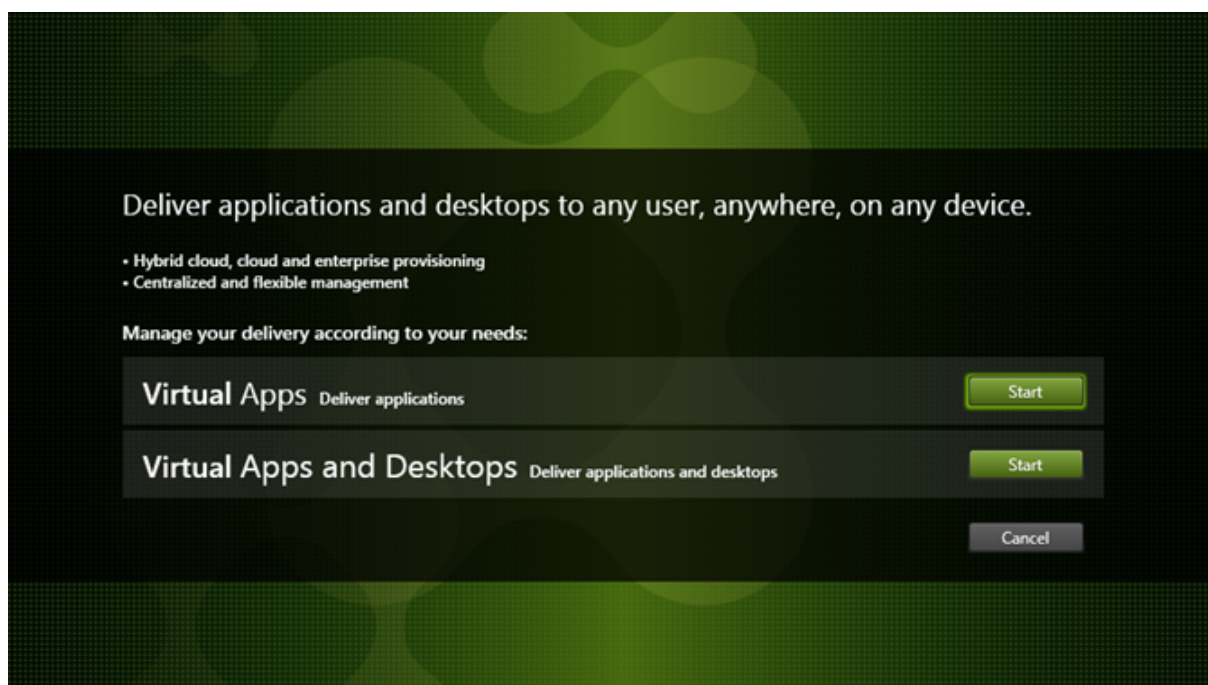 Deliver applications and desktops to any user, anywhere, on any device.
• Hybrid cloud, cloud and enterprise provisioning
• Centralized and flexible management
Manage your delivery according to your needs:
Virtual Apps Deliver applications Start
Virtual Apps and Desktops Deliver applications and desktops Start
Cancel